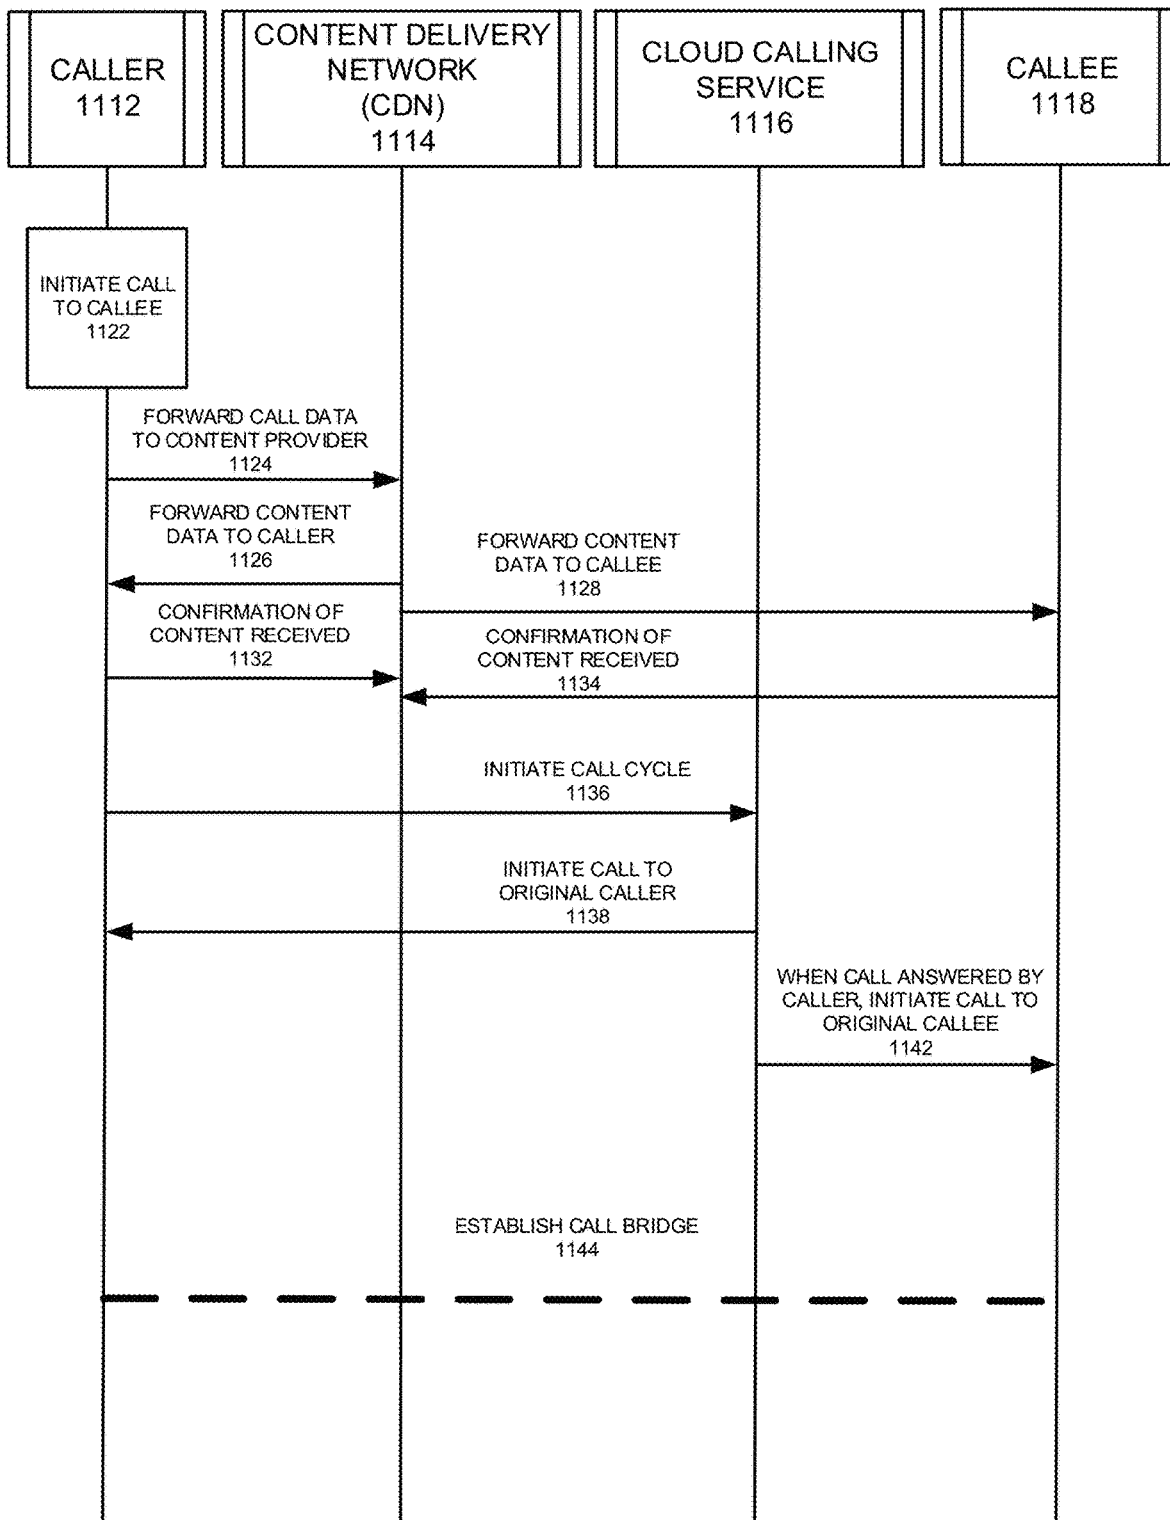 CALLER
1112
CONTENT DELIVERY
NETWORK
(CDN)
1114
CLOUD CALLING
SERVICE
1116
CALLEE
1118
INITIATE CALL
TO CALLEE
1122
FORWARD CALL DATA
TO CONTENT PROVIDER
1124
FORWARD CONTENT
DATA TO CALLER
1126
FORWARD CONTENT
DATA TO CALLEE
1128
CONFIRMATION OF
CONTENT RECEIVED
1132
CONFIRMATION OF
CONTENT RECEIVED
1134
INITIATE CALL CYCLE
1136
INITIATE CALL TO
ORIGINAL CALLER
1138
WHEN CALL ANSWERED BY
CALLER, INITIATE CALL TO
ORIGINAL CALLEE
1142
ESTABLISH CALL BRIDGE
1144